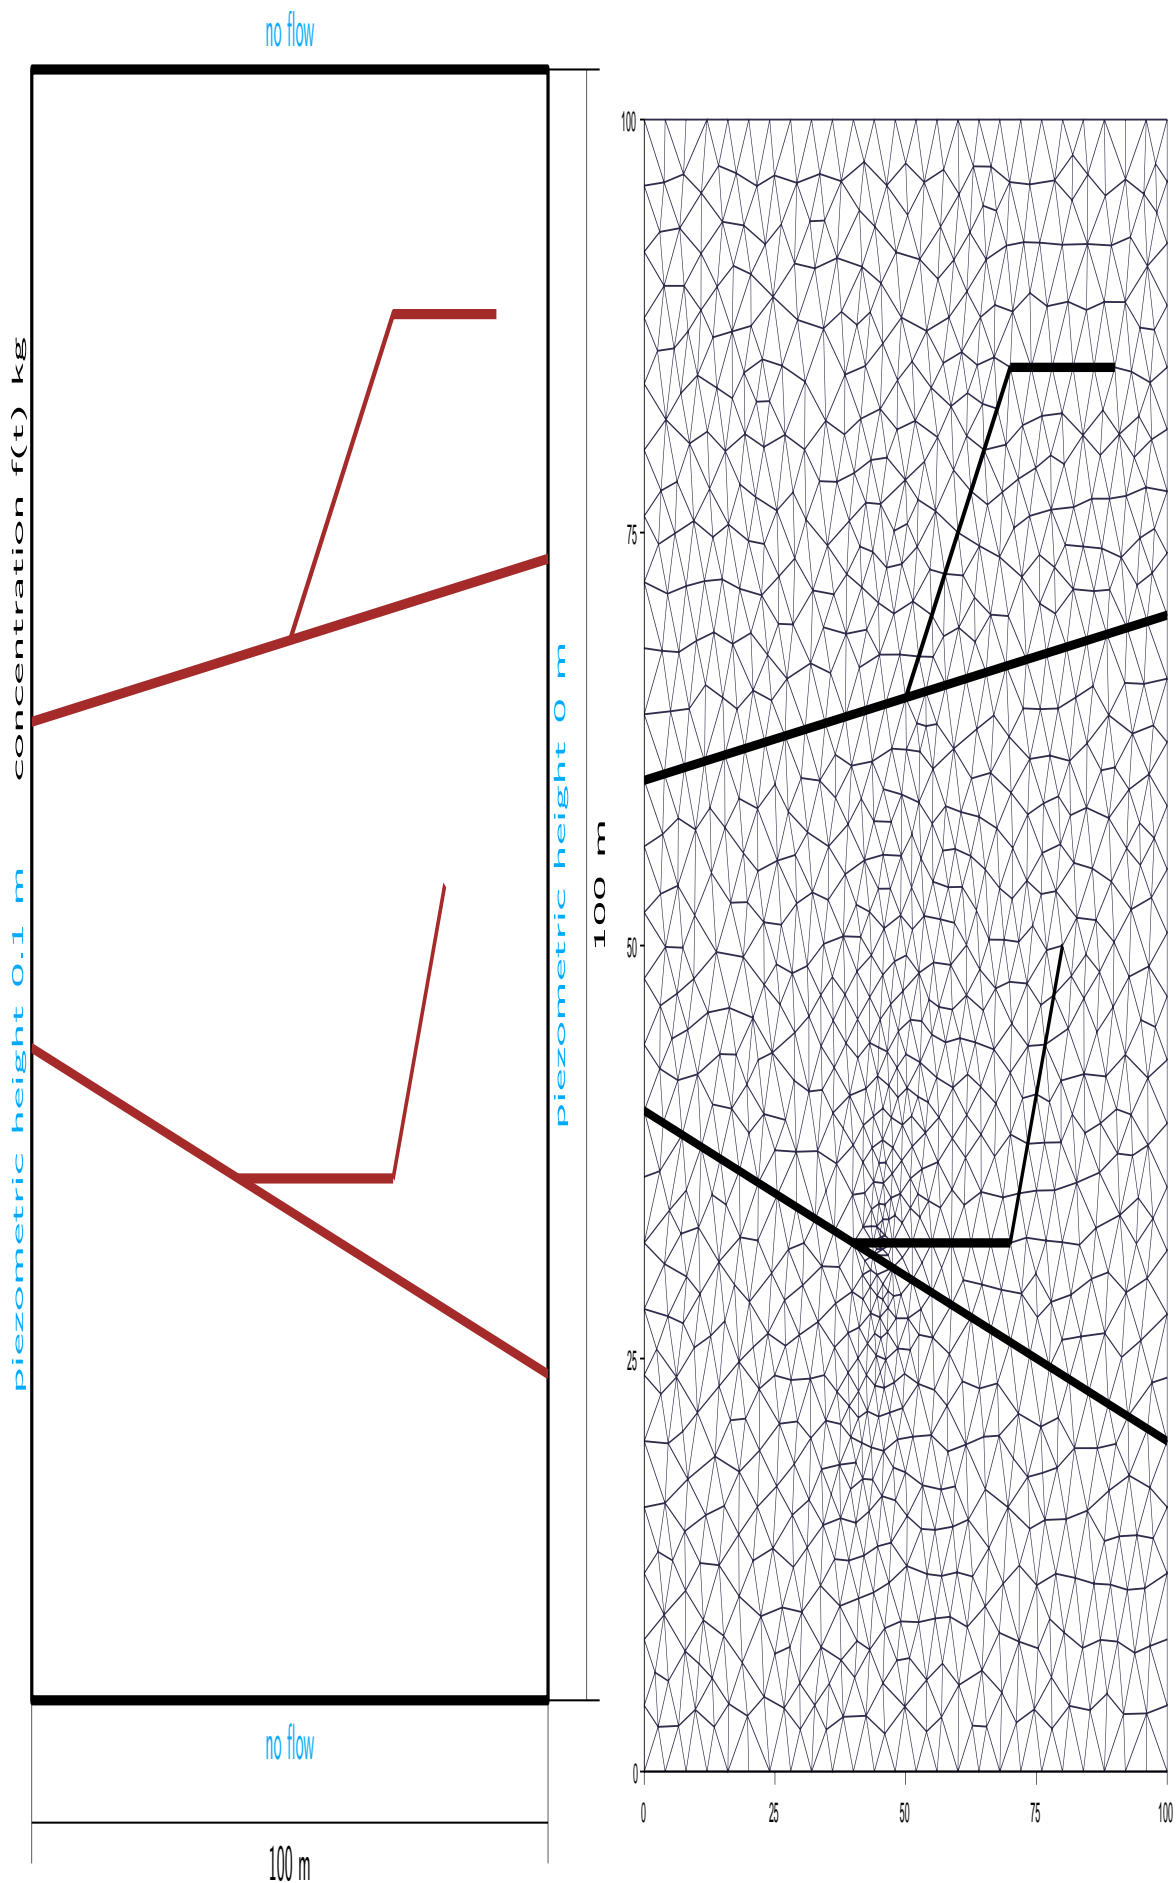 no flow
concentration f(t) kg
piezometric height 0.1 m
piezometric height 0 m
100 m
no flow
100 m
100
75
50
25
0
0 25 50 75 100